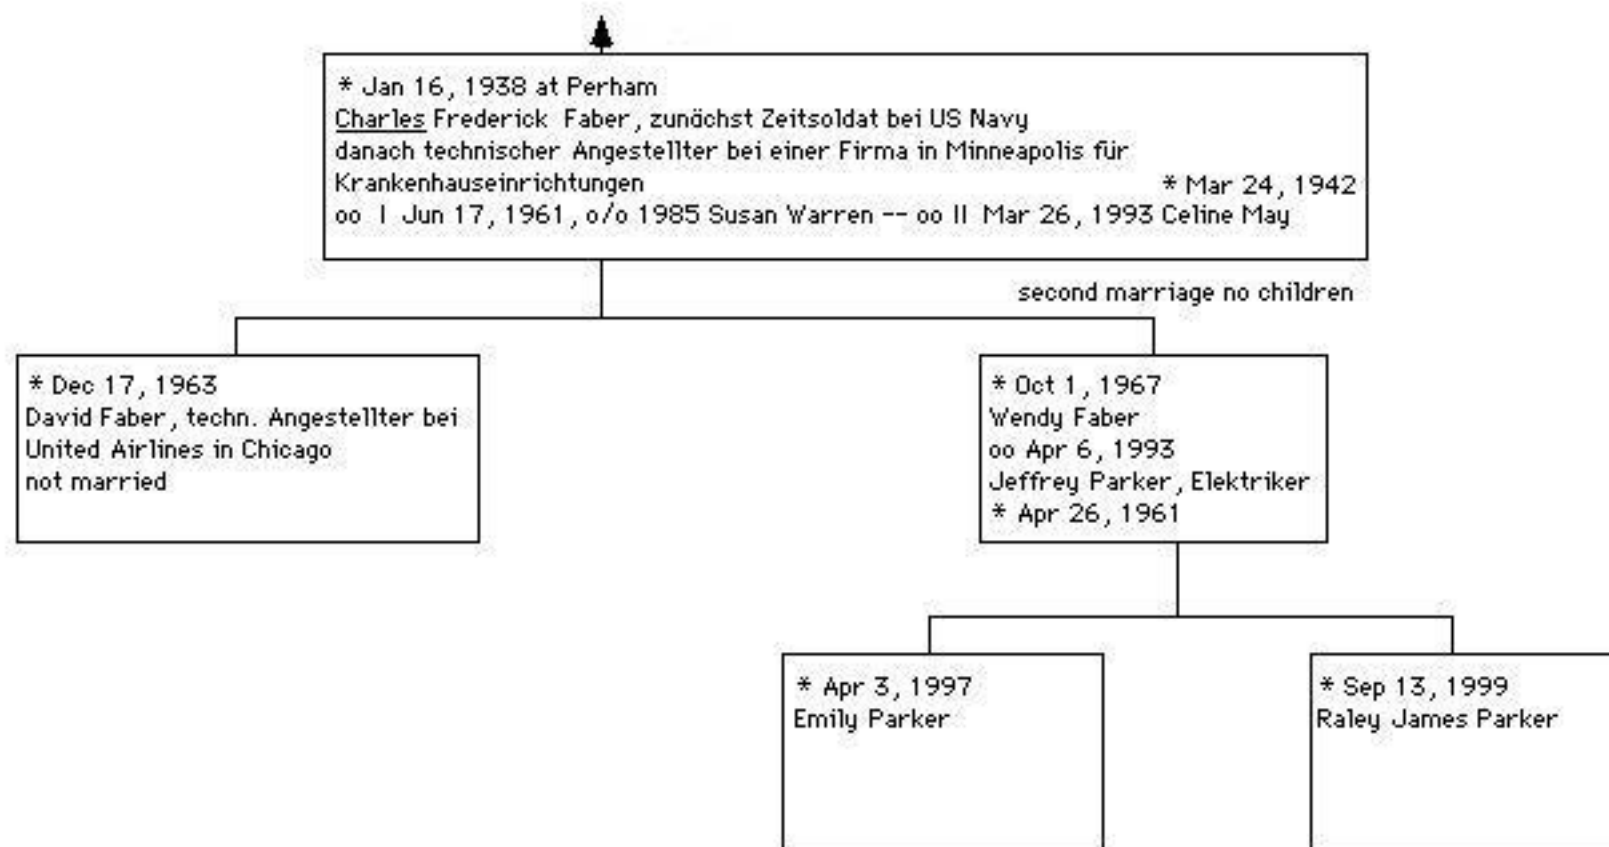 * Jan 16, 1938 at Perham
Charles Frederick Faber, zunächst Zeitsoldat bei US Navy
danach technischer Angestellter bei einer Firma in Minneapolis für
Krankenhauseinrichtungen * Mar 24, 1942
oo I Jun 17, 1961, o/o 1985 Susan Warren -- oo II Mar 26, 1993 Celine May
second marriage no children
* Dec 17, 1963
David Faber, techn. Angestellter bei
United Airlines in Chicago
not married
* Oct 1, 1967
Wendy Faber
oo Apr 6, 1993
Jeffrey Parker, Elektriker
* Apr 26, 1961
* Apr 3, 1997
Emily Parker
* Sep 13, 1999
Raley James Parker